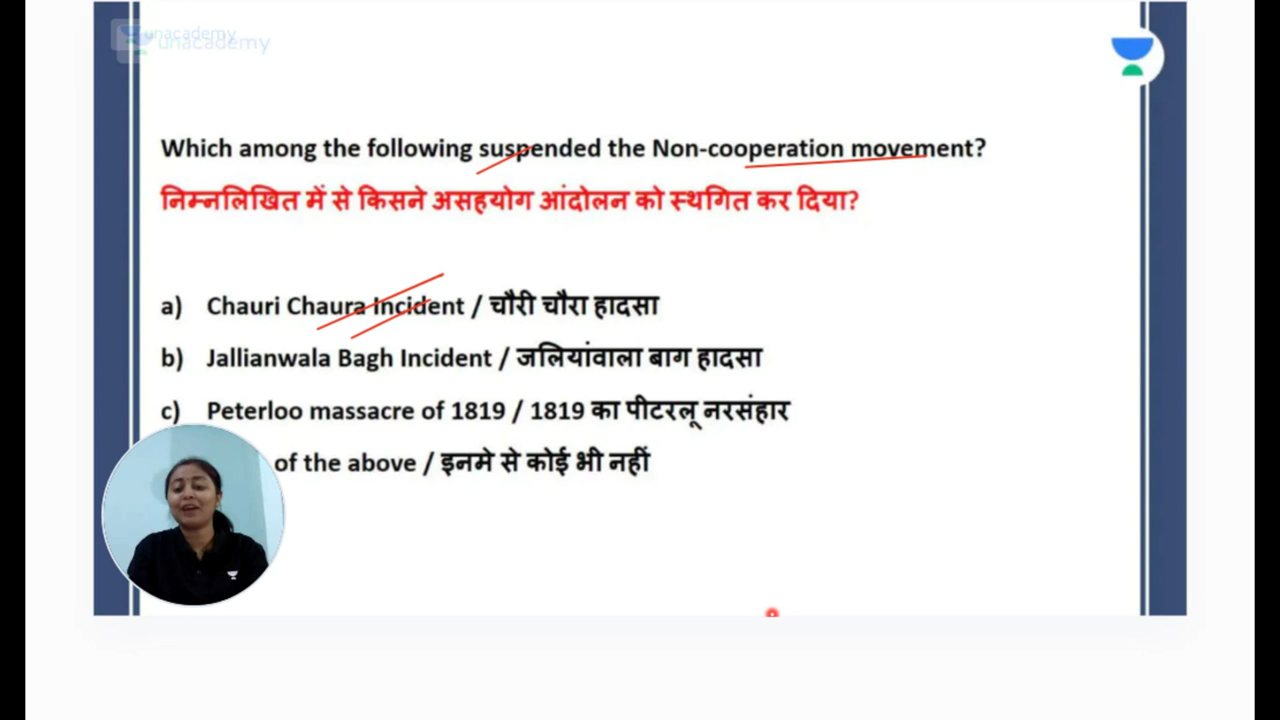 unacademy
unacademy
Which among the following suspended the Non-cooperation movement?
निम्नलिखित में से किसने असहयोग आंदोलन को स्थगित कर दिया?
a) Chauri Chaura Incident / चौरी चौरा हादसा
b) Jallianwala Bagh Incident / जलियांवाला बाग हादसा
c) Peterloo massacre of 1819 / 1819 का पीटरलू नरसंहार
of the above / इनमे से कोई भी नहीं